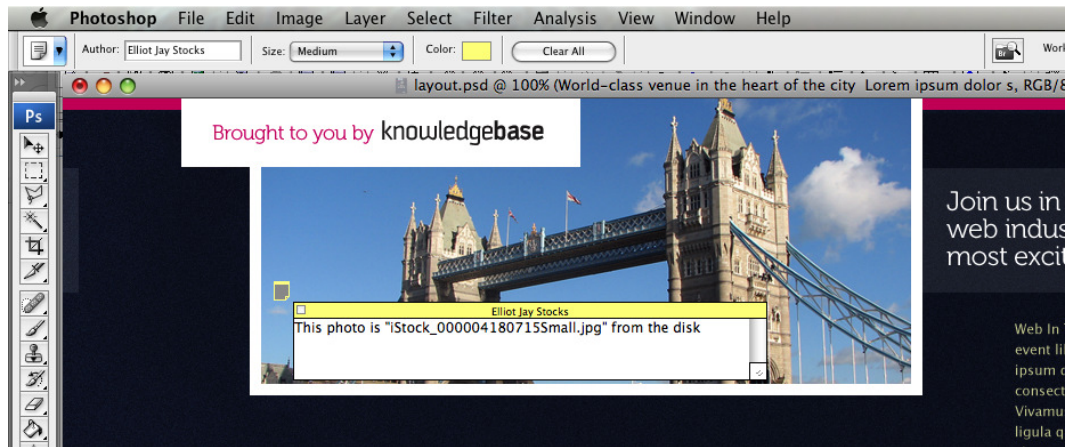 Photoshop File Edit Image Layer Select Filter Analysis View Window Help
Author: Elliot Jay Stocks Size: Medium Color: Clear All Br Work
layout.psd @ 100% (World-class venue in the heart of the city Lorem ipsum dolor s, RGB/8
Ps
Brought to you by knowledgebase
Join us in
web indus
most excit
Elliot Jay Stocks
This photo is "iStock_000004180715Small.jpg" from the disk
Web In
event li
ipsum
consect
Vivamu
ligula q